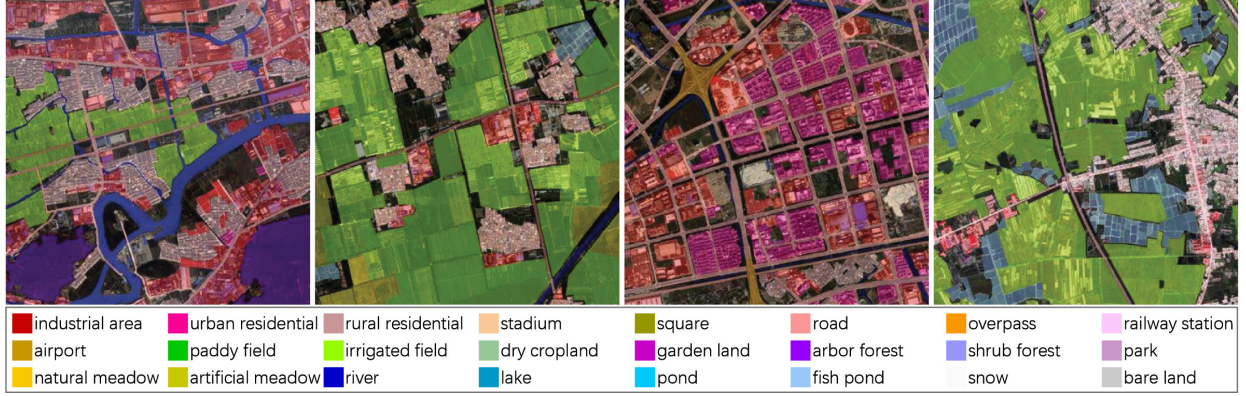 industrial area urban residential rural residential stadium square road overpass railway station
airport paddy field irrigated field dry cropland garden land arbor forest shrub forest park
natural meadow artificial meadow river lake pond fish pond snow bare land